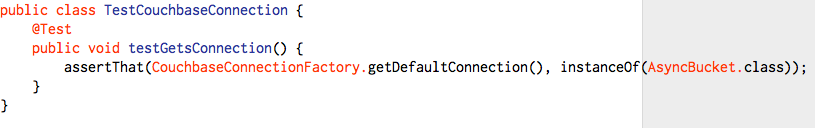 public class TestCouchbaseConnection {
    @Test
    public void testGetsConnection() {
        assertThat(CouchbaseConnectionFactory.getDefaultConnection(), instanceOf(AsyncBucket.class));
    }
}